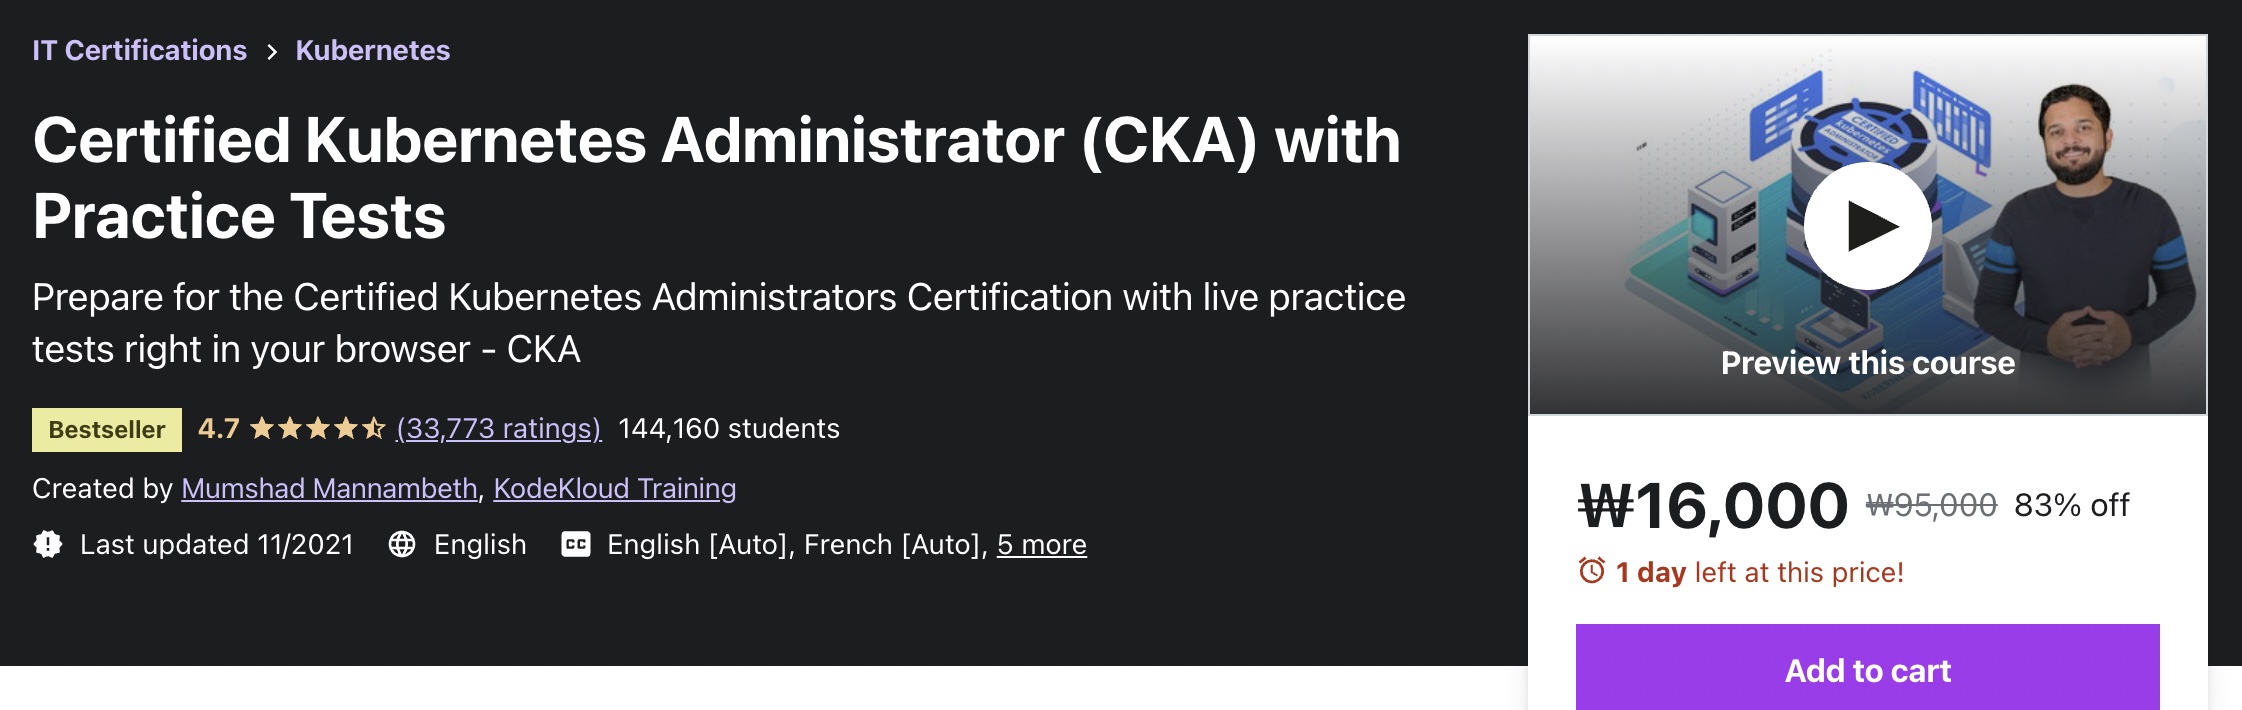 IT Certifications > Kubernetes
Certified Kubernetes Administrator (CKA) with
Practice Tests
Prepare for the Certified Kubernetes Administrators Certification with live practice
tests right in your browser - CKA
Bestseller 4.7 (33,773 ratings) 144,160 students
Created by Mumshad Mannambeth, KodeKloud Training
Last updated 11/2021 English CC English [Auto], French [Auto], 5 more
CERTIFIED
kubernetes
ADMINISTRATOR
Preview this course
₩16,000 ₩95,000 83% off
1 day left at this price!
Add to cart